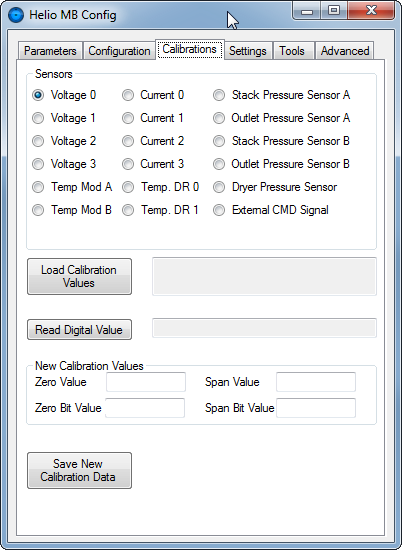 Helio MB Config
Parameters Configuration Calibrations Settings Tools Advanced
Sensors
Voltage 0 Current 0 Stack Pressure Sensor A
Voltage 1 Current 1 Outlet Pressure Sensor A
Voltage 2 Current 2 Stack Pressure Sensor B
Voltage 3 Current 3 Outlet Pressure Sensor B
Temp Mod A Temp. DR 0 Dryer Pressure Sensor
Temp Mod B Temp. DR 1 External CMD Signal
Load Calibration
Values
Read Digital Value
New Calibration Values
Zero Value Span Value
Zero Bit Value Span Bit Value
Save New
Calibration Data